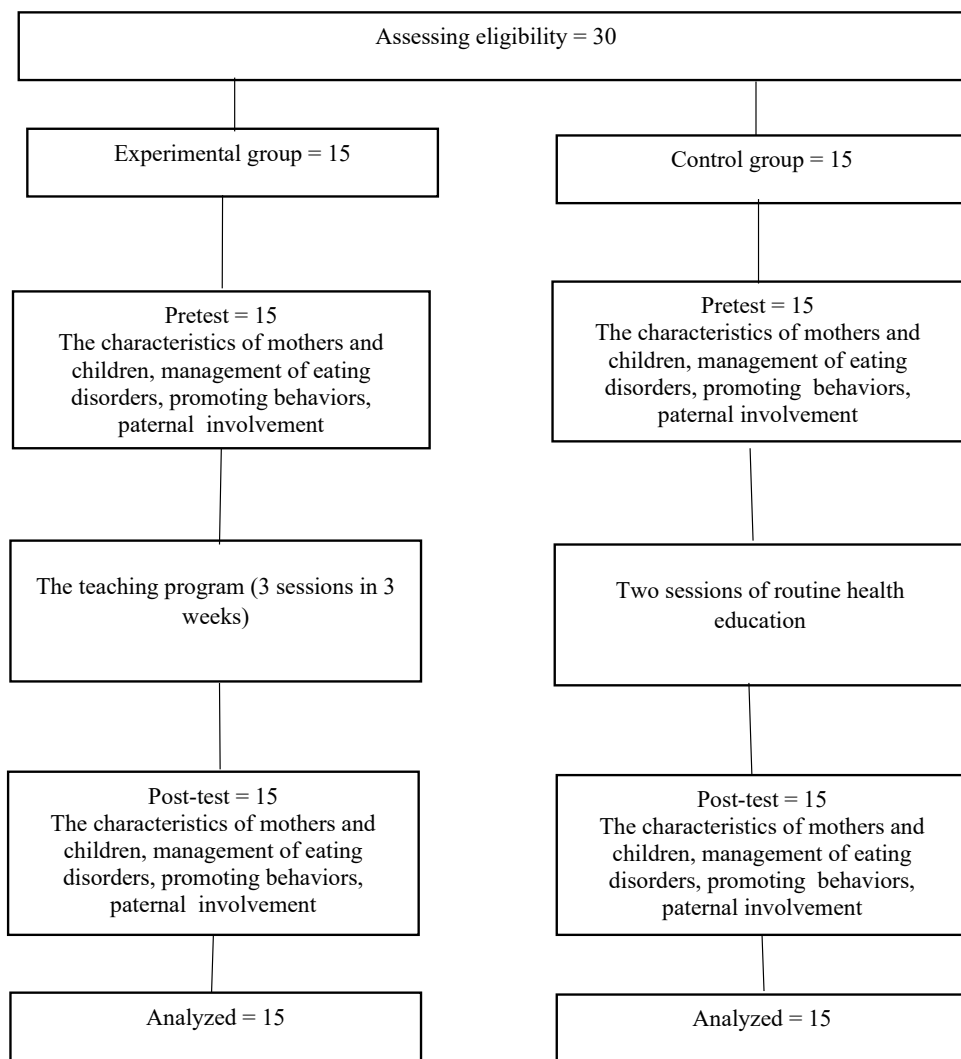 Assessing eligibility = 30
Experimental group = 15
Control group = 15
Pretest = 15
The characteristics of mothers and
children, management of eating
disorders, promoting behaviors,
paternal involvement
Pretest = 15
The characteristics of mothers and
children, management of eating
disorders, promoting behaviors,
paternal involvement
The teaching program (3 sessions in 3
weeks)
Two sessions of routine health
education
Post-test = 15
The characteristics of mothers and
children, management of eating
disorders, promoting behaviors,
paternal involvement
Post-test = 15
The characteristics of mothers and
children, management of eating
disorders, promoting behaviors,
paternal involvement
Analyzed = 15
Analyzed = 15